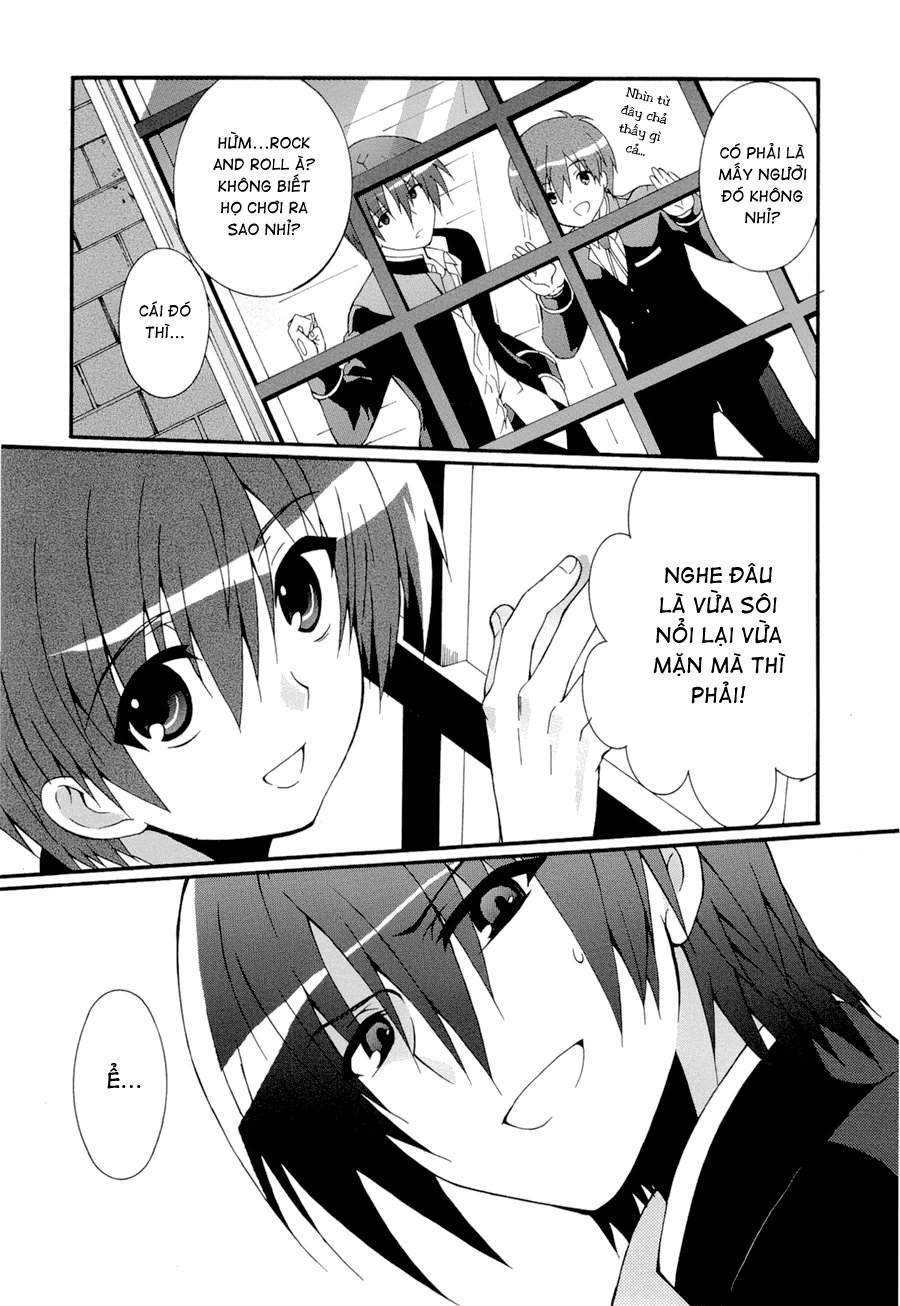 CÓ PHẢI LÀ
MẤY NGƯỜI
ĐÓ KHÔNG
NHỈ?
Nhìn từ
đây chả
thấy gì
cả...
HỪM...ROCK
AND ROLL À?
KHÔNG BIẾT
HỌ CHƠI RA
SAO NHỈ?
CÁI ĐÓ
THÌ...
NGHE ĐÂU
LÀ VỪA SÔI
NỔI LẠI VỪA
MẶN MÀ THÌ
PHẢI!
Ể...